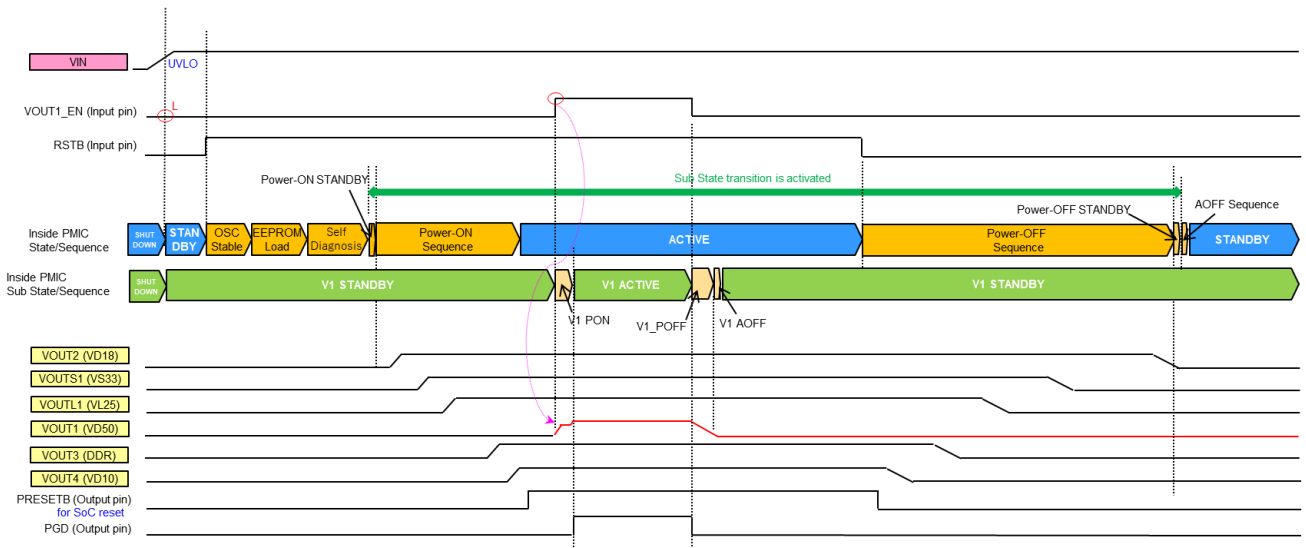 VIN
UVLO
VOUT1_EN (Input pin)
L
RSTB (Input pin)
Power-ON STANDBY
Sub State transition is activated
Power-OFF STANDBY
AOFF Sequence
Inside PMIC
State/Sequence
SHUT
DOWN
STAN
DBY
OSC
Stable
EEPROM
Load
Self
Diagnosis
Power-ON
Sequence
ACTIVE
Power-OFF
Sequence
STANDBY
Inside PMIC
Sub State/Sequence
SHUT
DOWN
V1 STANDBY
V1 ACTIVE
V1 STANDBY
V1 PON
V1_POFF
V1 AOFF
VOUT2 (VD18)
VOUTS1 (VS33)
VOUTL1 (VL25)
VOUT1 (VD50)
VOUT3 (DDR)
VOUT4 (VD10)
PRESETB (Output pin)
for SoC reset
PGD (Output pin)